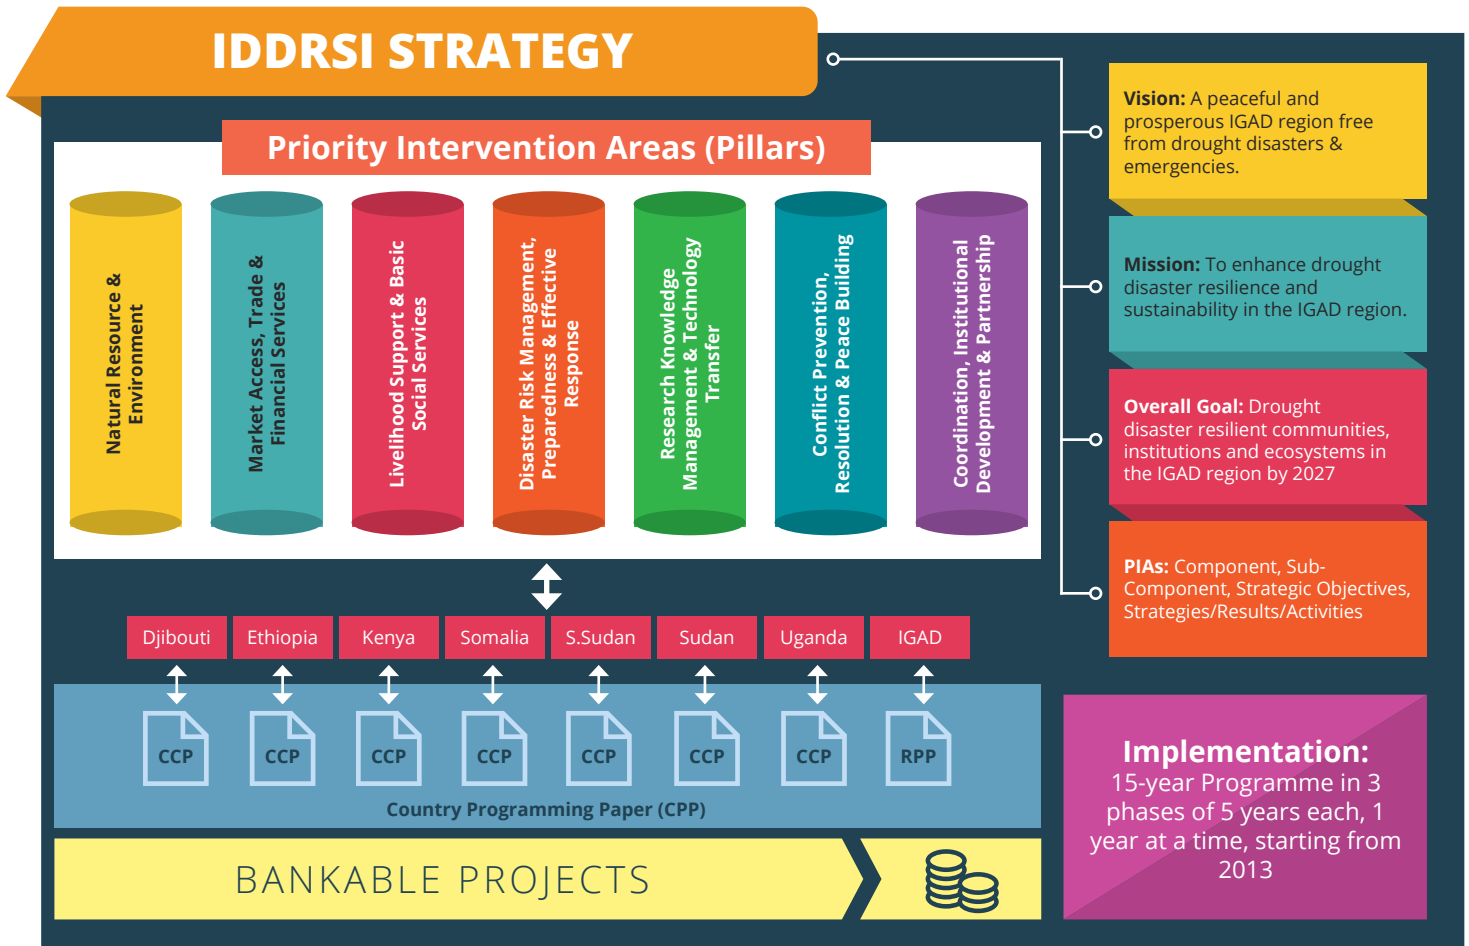 IDDRSI STRATEGY
Priority Intervention Areas (Pillars)
Natural Resource &
Environment
Market Access, Trade &
Financial Services
Livelihood Support & Basic
Social Services
Disaster Risk Management,
Preparedness & Effective
Response
Research Knowledge
Management & Technology
Transfer
Conflict Prevention,
Resolution & Peace Building
Coordination, Institutional
Development & Partnership
Djibouti
Ethiopia
Kenya
Somalia
S.Sudan
Sudan
Uganda
IGAD
CCP
CCP
CCP
CCP
CCP
CCP
CCP
RPP
Country Programming Paper (CPP)
BANKABLE PROJECTS
Vision: A peaceful and
prosperous IGAD region free
from drought disasters &
emergencies.
Mission: To enhance drought
disaster resilience and
sustainability in the IGAD region.
Overall Goal: Drought
disaster resilient communities,
institutions and ecosystems in
the IGAD region by 2027
PIAs: Component, Sub-
Component, Strategic Objectives,
Strategies/Results/Activities
Implementation:
15-year Programme in 3
phases of 5 years each, 1
year at a time, starting from
2013